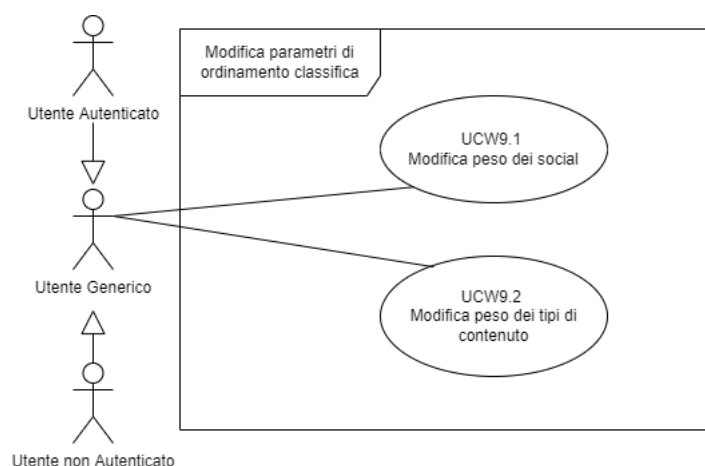 Modifica parametri di
ordinamento classifica
Utente Autenticato
UCW9.1
Modifica peso dei social
Utente Generico
UCW9.2
Modifica peso dei tipi di
contenuto
Utente non Autenticato